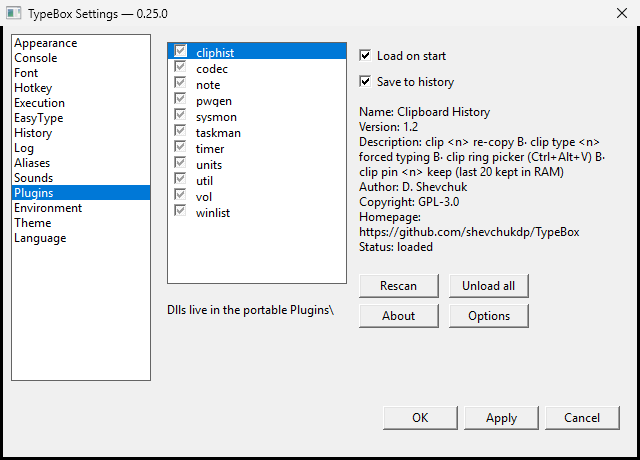 TypeBox Settings — 0.25.0
Appearance
Console
Font
Hotkey
Execution
EasyType
History
Log
Aliases
Sounds
Plugins
Environment
Theme
Language
cliphist
codec
note
pwgen
sysmon
taskman
timer
units
util
vol
winlist
Dlls live in the portable Plugins\
Load on start
Save to history
Name: Clipboard History
Version: 1.2
Description: clip <n> re-copy В· clip type <n>
forced typing В· clip ring picker (Ctrl+Alt+V) В·
clip pin <n> keep (last 20 kept in RAM)
Author: D. Shevchuk
Copyright: GPL-3.0
Homepage:
https://github.com/shevchukdp/TypeBox
Status: loaded
Rescan
Unload all
About
Options
OK
Apply
Cancel